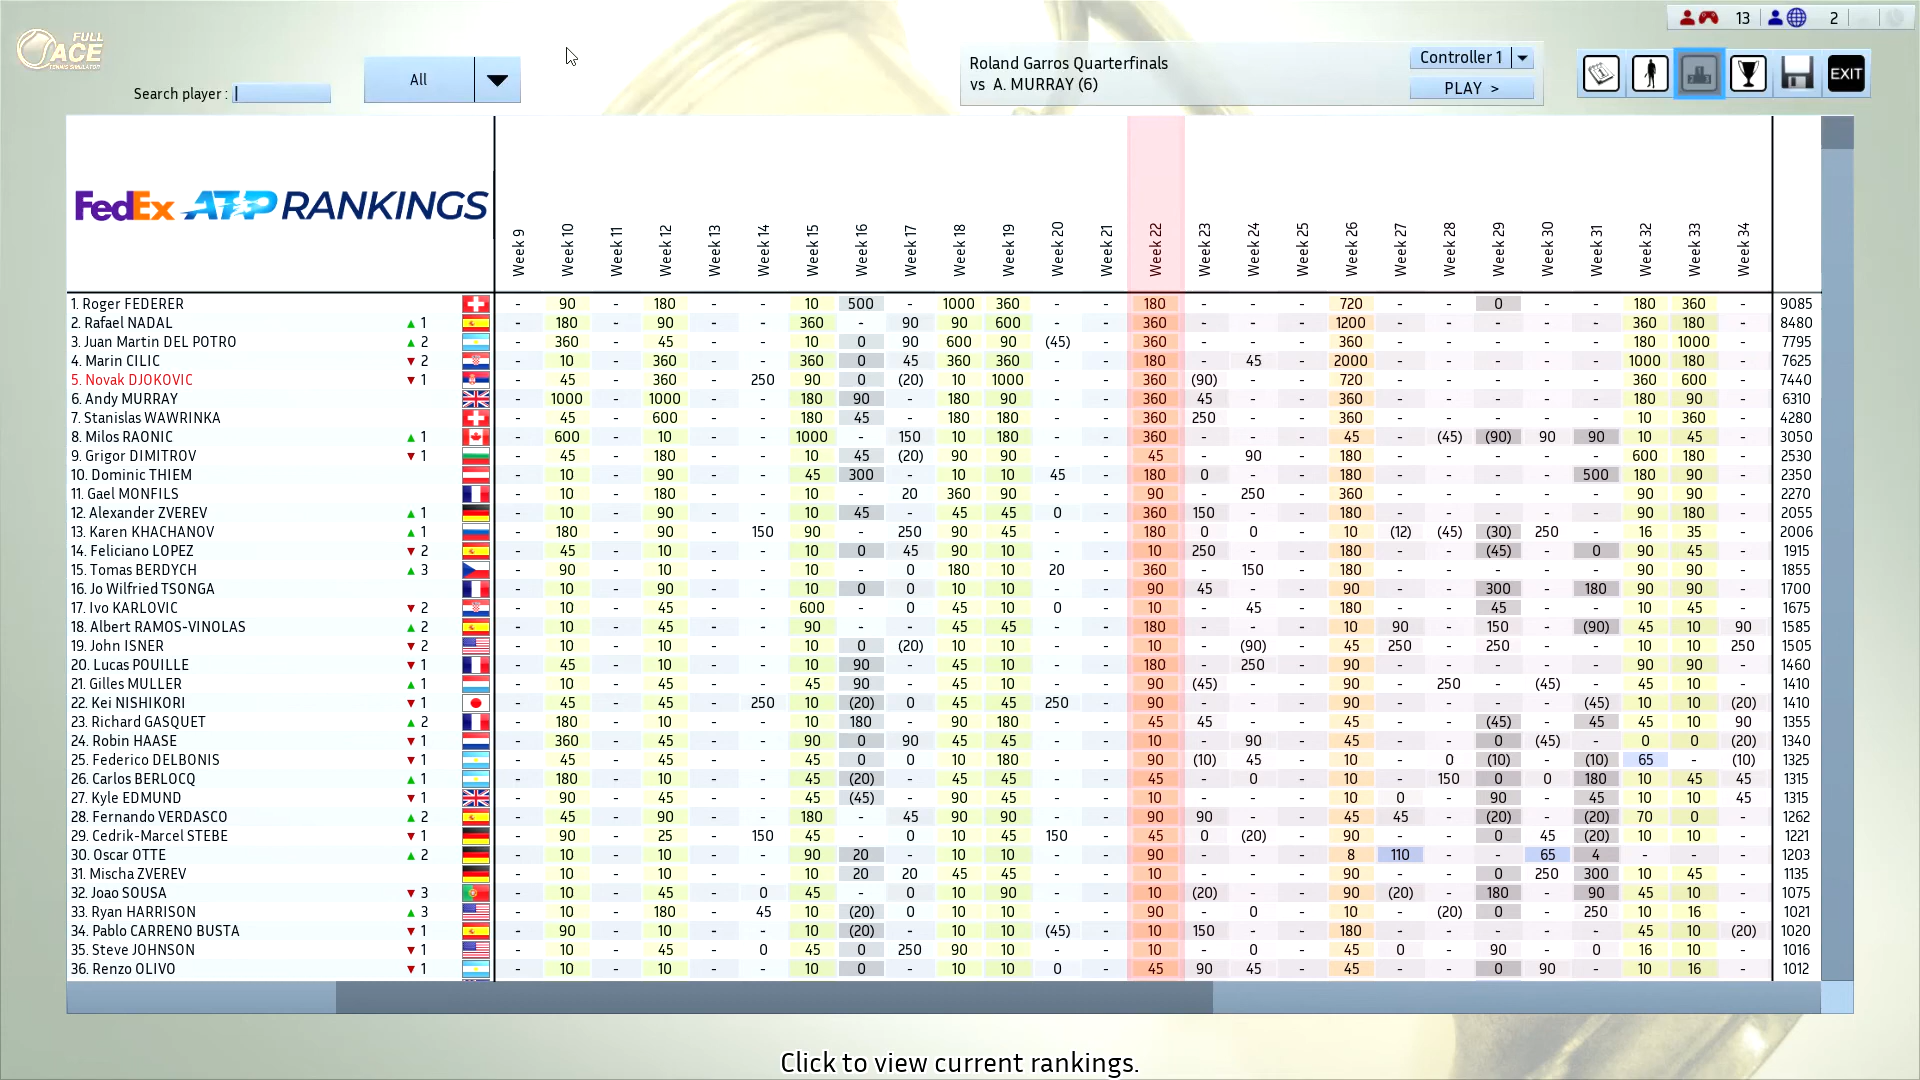 FULL
ACE
TENNIS SIMULATOR
13 2
Search player :
All
Roland Garros Quarterfinals
vs A. MURRAY (6)
Controller 1
PLAY >
EXIT
FedEx ATP RANKINGS
Week 9 Week 10 Week 11 Week 12 Week 13 Week 14 Week 15 Week 16 Week 17 Week 18 Week 19 Week 20 Week 21 Week 22 Week 23 Week 24 Week 25 Week 26 Week 27 Week 28 Week 29 Week 30 Week 31 Week 32 Week 33 Week 34
1. Roger FEDERER - 90 - 180 - - 10 500 - 1000 360 - - 180 - - - 720 - - 0 - - 180 360 - 9085
2. Rafael NADAL ▲ 1 - 180 - 90 - - 360 - 90 90 600 - - 360 - - - 1200 - - - - - 360 180 - 8480
3. Juan Martin DEL POTRO ▲ 2 - 360 - 45 - - 10 0 90 600 90 (45) - 360 - - - 360 - - - - - 180 1000 - 7795
4. Marin CILIC ▼ 2 - 10 - 360 - - 360 0 45 360 360 - - 180 - 45 - 2000 - - - - - 1000 180 - 7625
5. Novak DJOKOVIC ▼ 1 - 45 - 360 - 250 90 0 (20) 10 1000 - - 360 (90) - - 720 - - - - - 360 600 - 7440
6. Andy MURRAY - 1000 - 1000 - - 180 90 - 180 90 - - 360 45 - - 360 - - - - - 180 90 - 6310
7. Stanislas WAWRINKA - 45 - 600 - - 180 45 - 180 180 - - 360 250 - - 360 - - - - - 10 360 - 4280
8. Milos RAONIC ▲ 1 - 600 - 10 - - 1000 - 150 10 180 - - 360 - - - 45 - (45) (90) 90 90 10 45 - 3050
9. Grigor DIMITROV ▼ 1 - 45 - 180 - - 10 45 (20) 90 90 - - 45 - 90 - 180 - - - - - 600 180 - 2530
10. Dominic THIEM - 10 - 90 - - 45 300 - 10 10 45 - 180 0 - - 180 - - - - 500 180 90 - 2350
11. Gael MONFILS - 10 - 180 - - 10 - 20 360 90 - - 90 - 250 - 360 - - - - - 90 90 - 2270
12. Alexander ZVEREV ▲ 1 - 10 - 90 - - 10 45 - 45 45 0 - 360 150 - - 180 - - - - - 90 180 - 2055
13. Karen KHACHANOV ▲ 1 - 180 - 90 - 150 90 - 250 90 45 - - 180 0 0 - 10 (12) (45) (30) 250 - 16 35 - 2006
14. Feliciano LOPEZ ▼ 2 - 45 - 10 - - 10 0 45 90 10 - - 10 250 - - 180 - - (45) - 0 90 45 - 1915
15. Tomas BERDYCH ▲ 3 - 90 - 10 - - 10 - 0 180 10 20 - 360 - 150 - 180 - - - - - 90 90 - 1855
16. Jo Wilfried TSONGA - 10 - 90 - - 10 0 0 10 10 - - 90 45 - - 90 - - 300 - 180 90 90 - 1700
17. Ivo KARLOVIC ▼ 2 - 10 - 45 - - 600 - 0 45 10 0 - 10 - 45 - 180 - - 45 - - 10 45 - 1675
18. Albert RAMOS-VINOLAS ▲ 2 - 10 - 45 - - 90 - - 45 45 - - 180 - - - 10 90 - 150 - (90) 45 10 90 1585
19. John ISNER ▼ 2 - 10 - 10 - - 10 0 (20) 10 10 - - 10 - (90) - 45 250 - 250 - - 10 10 250 1505
20. Lucas POUILLE ▼ 1 - 45 - 10 - - 10 90 - 45 10 - - 180 - 250 - 90 - - - - - 90 90 - 1460
21. Gilles MULLER ▲ 1 - 10 - 45 - - 45 90 - 45 10 - - 90 (45) - - 90 - 250 - (45) - 45 10 - 1410
22. Kei NISHIKORI ▼ 1 - 45 - 45 - 250 10 (20) 0 45 45 250 - 90 - - - 90 - - - - (45) 10 10 (20) 1410
23. Richard GASQUET ▲ 2 - 180 - 10 - - 10 180 - 90 180 - - 45 45 - - 45 - - (45) - 45 45 10 90 1355
24. Robin HAASE ▼ 1 - 360 - 45 - - 90 0 90 45 45 - - 10 - 90 - 45 - - 0 (45) - 0 0 (20) 1340
25. Federico DELBONIS ▼ 1 - 45 - 45 - - 45 0 0 10 180 - - 90 (10) 45 - 10 - 0 (10) - (10) 65 - (10) 1325
26. Carlos BERLOCQ ▲ 1 - 180 - 10 - - 45 (20) - 45 45 - - 45 - 0 - 10 - 150 0 0 180 10 45 45 1315
27. Kyle EDMUND ▼ 1 - 90 - 45 - - 45 (45) - 90 45 - - 10 - - - 10 0 - 90 - 45 10 10 45 1315
28. Fernando VERDASCO ▲ 2 - 45 - 90 - - 180 - 45 90 90 - - 90 90 - - 45 45 - (20) - (20) 70 0 - 1262
29. Cedrik-Marcel STEBE ▼ 1 - 90 - 25 - 150 45 - 0 10 45 150 - 45 0 (20) - 90 - - 0 45 (20) 10 10 - 1221
30. Oscar OTTE ▲ 2 - 10 - 10 - - 90 20 - 10 10 - - 90 - - - 8 110 - - 65 4 - - - 1203
31. Mischa ZVEREV - 10 - 10 - - 10 20 20 45 45 - - 10 - - - 90 - - 0 250 300 10 45 - 1135
32. Joao SOUSA ▼ 3 - 10 - 45 - 0 45 - 0 10 90 - - 10 (20) - - 90 (20) - 180 - 90 45 10 - 1075
33. Ryan HARRISON ▲ 3 - 10 - 180 - 45 10 (20) 0 10 10 - - 90 - 0 - 10 - (20) 0 - 250 10 16 - 1021
34. Pablo CARRENO BUSTA ▼ 1 - 90 - 10 - - 10 (20) - 10 10 (45) - 10 150 - - 180 - - - - - 45 10 (20) 1020
35. Steve JOHNSON ▼ 1 - 10 - 45 - 0 45 0 250 90 10 - - 10 - 0 - 45 0 - 90 - 0 16 10 - 1016
36. Renzo OLIVO ▼ 1 - 10 - 10 - - 10 0 - 10 10 0 - 45 90 45 - 45 - - 0 90 - 10 16 - 1012
Click to view current rankings.